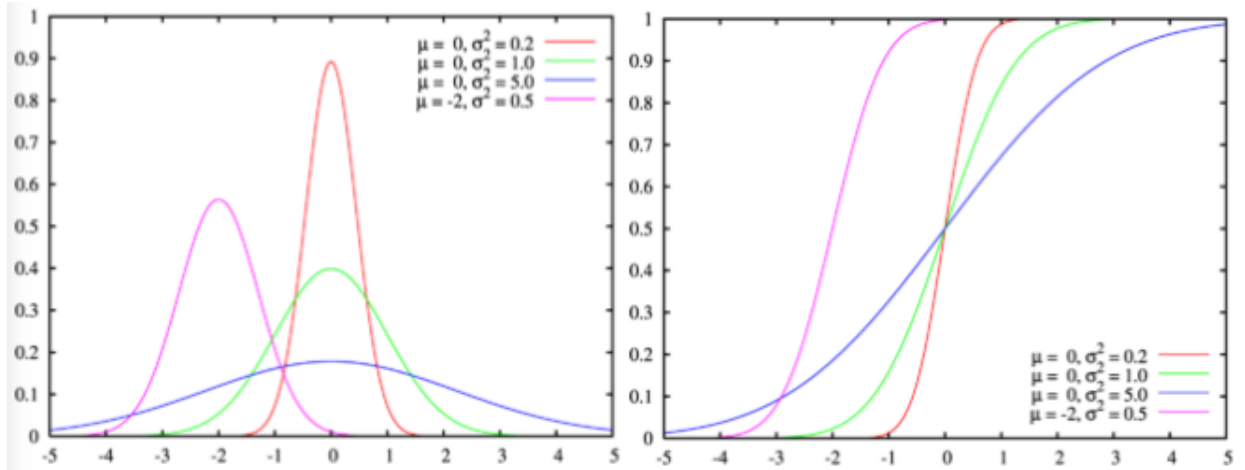 1
0.9
0.8
0.7
0.6
0.5
0.4
0.3
0.2
0.1
0
-5 -4 -3 -2 -1 0 1 2 3 4 5
μ = 0, σ² = 0.2
μ = 0, σ² = 1.0
μ = 0, σ² = 5.0
μ = -2, σ² = 0.5
1
0.9
0.8
0.7
0.6
0.5
0.4
0.3
0.2
0.1
0
-5 -4 -3 -2 -1 0 1 2 3 4 5
μ = 0, σ² = 0.2
μ = 0, σ² = 1.0
μ = 0, σ² = 5.0
μ = -2, σ² = 0.5